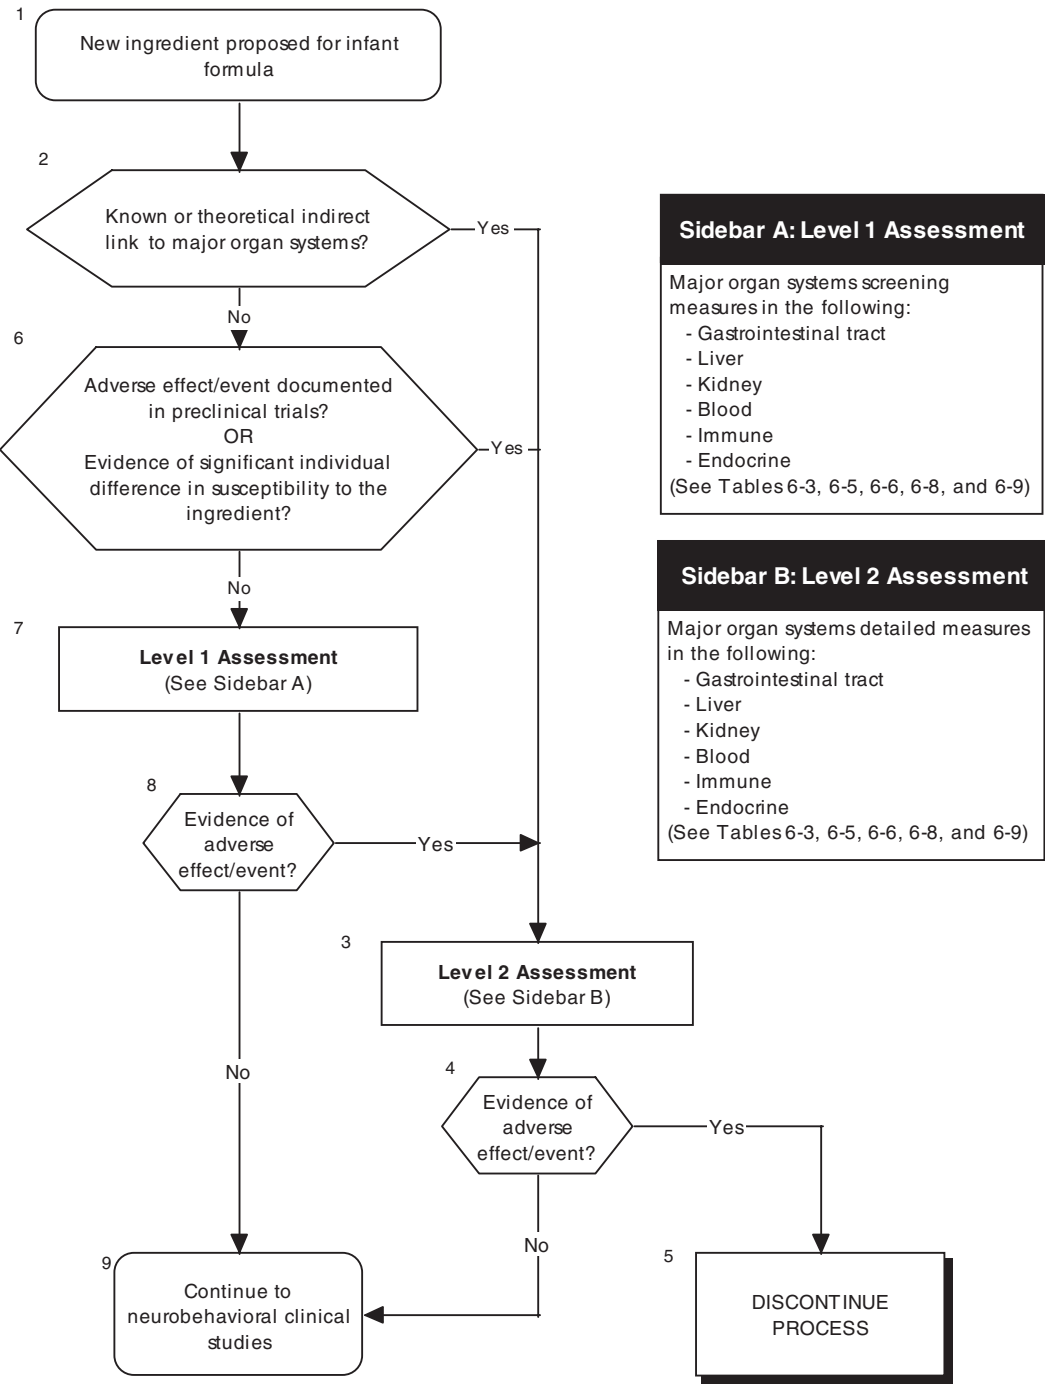 1
New ingredient proposed for infant
formula
2
Known or theoretical indirect
link to major organ systems?
Yes
No
6
Adverse effect/event documented
in preclinical trials?
OR
Evidence of significant individual
difference in susceptibility to the
ingredient?
Yes
No
7
Level 1 Assessment
(See Sidebar A)
8
Evidence of
adverse
effect/event?
Yes
No
3
Level 2 Assessment
(See Sidebar B)
4
Evidence of
adverse
effect/event?
Yes
No
5
DISCONTINUE
PROCESS
9
Continue to
neurobehavioral clinical
studies
Sidebar A: Level 1 Assessment
Major organ systems screening
measures in the following:
- Gastrointestinal tract
- Liver
- Kidney
- Blood
- Immune
- Endocrine
(See Tables 6-3, 6-5, 6-6, 6-8, and 6-9)
Sidebar B: Level 2 Assessment
Major organ systems detailed measures
in the following:
- Gastrointestinal tract
- Liver
- Kidney
- Blood
- Immune
- Endocrine
(See Tables 6-3, 6-5, 6-6, 6-8, and 6-9)